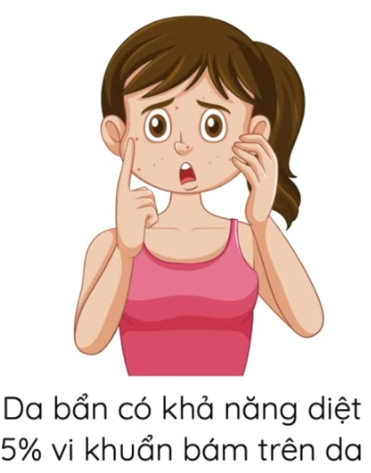 Da bẩn có khả năng diệt
5% vi khuẩn bám trên da